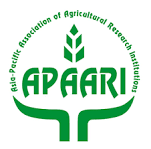 Asia-Pacific Association of Agricultural Research Institutions
APAARI